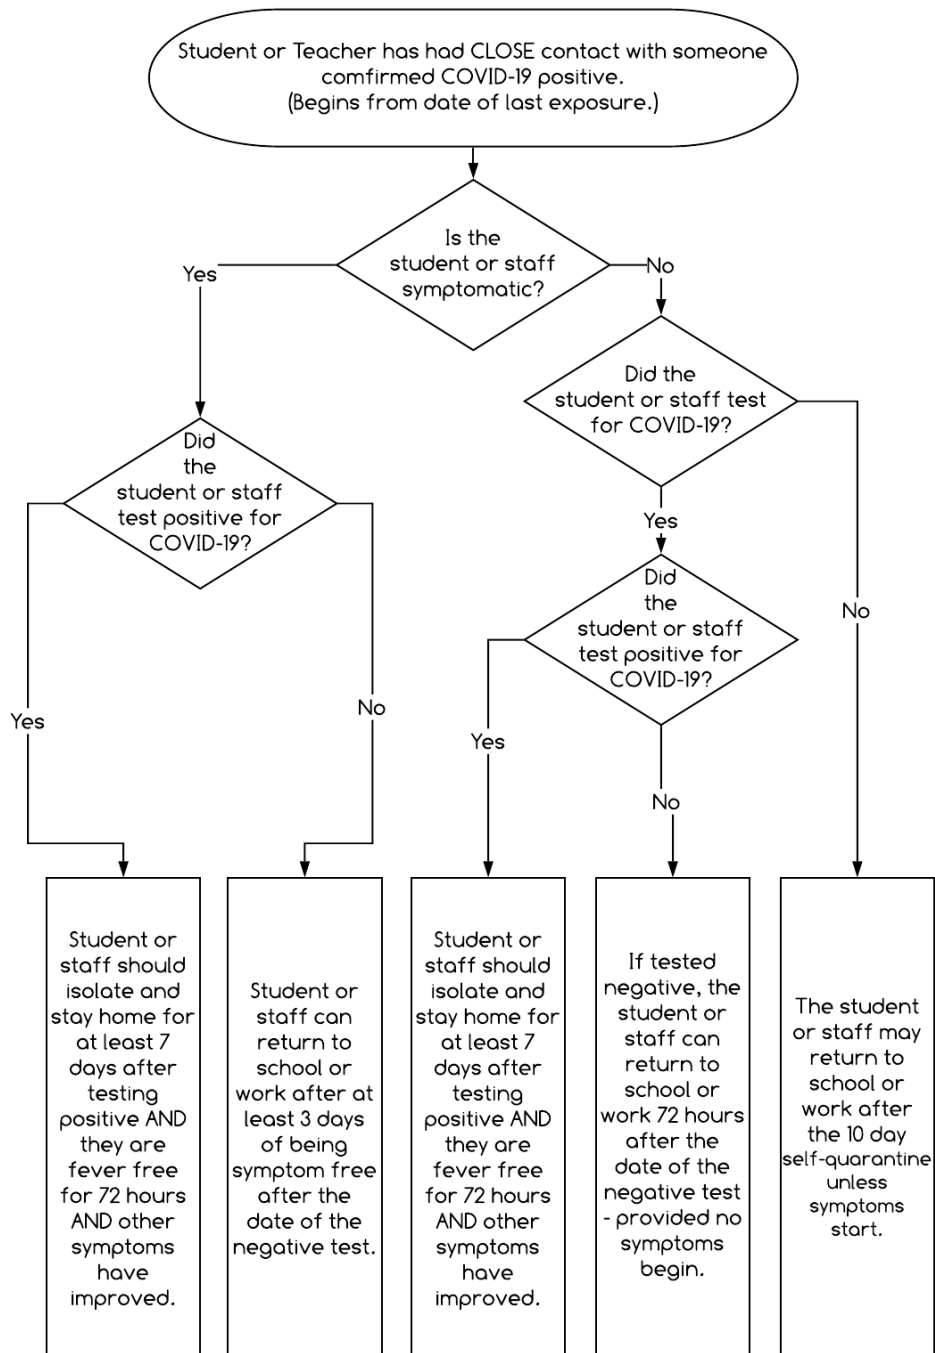 Student or Teacher has had CLOSE contact with someone
comfirmed COVID-19 positive.
(Begins from date of last exposure.)
Is the
student or staff
symptomatic?
Yes
No
Did the
student or staff test
for COVID-19?
Did
the
student or staff
test positive for
COVID-19?
Yes
Did
the
student or staff
test positive for
COVID-19?
No
Yes
No
Yes
No
Student or
staff should
isolate and
stay home for
at least 7
days after
testing
positive AND
they are
fever free
for 72 hours
AND other
symptoms
have
improved.
Student or
staff can
return to
school or
work after at
least 3 days
of being
symptom free
after the
date of the
negative test.
Student or
staff should
isolate and
stay home for
at least 7
days after
testing
positive AND
they are
fever free
for 72 hours
AND other
symptoms
have
improved.
If tested
negative, the
student or
staff can
return to
school or
work 72 hours
after the
date of the
negative test
- provided no
symptoms
begin.
The student
or staff may
return to
school or
work after
the 10 day
self-quarantine
unless
symptoms
start.